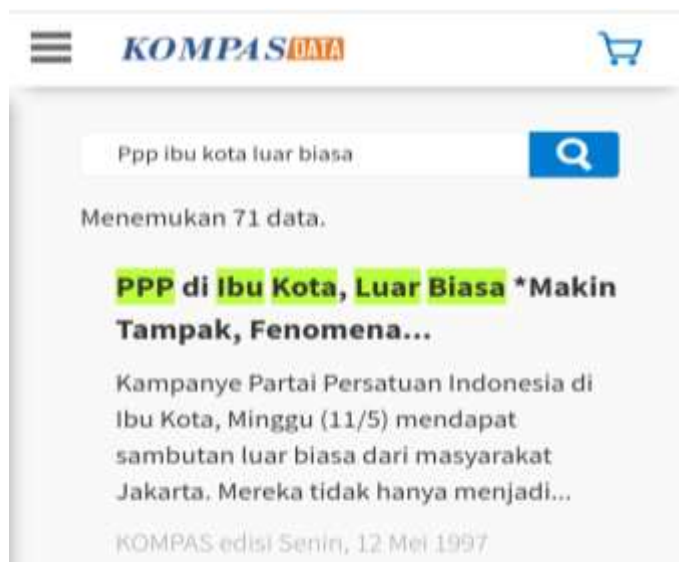 KOMPAS DATA
Ppp ibu kota luar biasa
Menemukan 71 data.
PPP di Ibu Kota, Luar Biasa *Makin
Tampak, Fenomena...
Kampanye Partai Persatuan Indonesia di
Ibu Kota, Minggu (11/5) mendapat
sambutan luar biasa dari masyarakat
Jakarta. Mereka tidak hanya menjadi...
KOMPAS edisi Senin, 12 Mei 1997